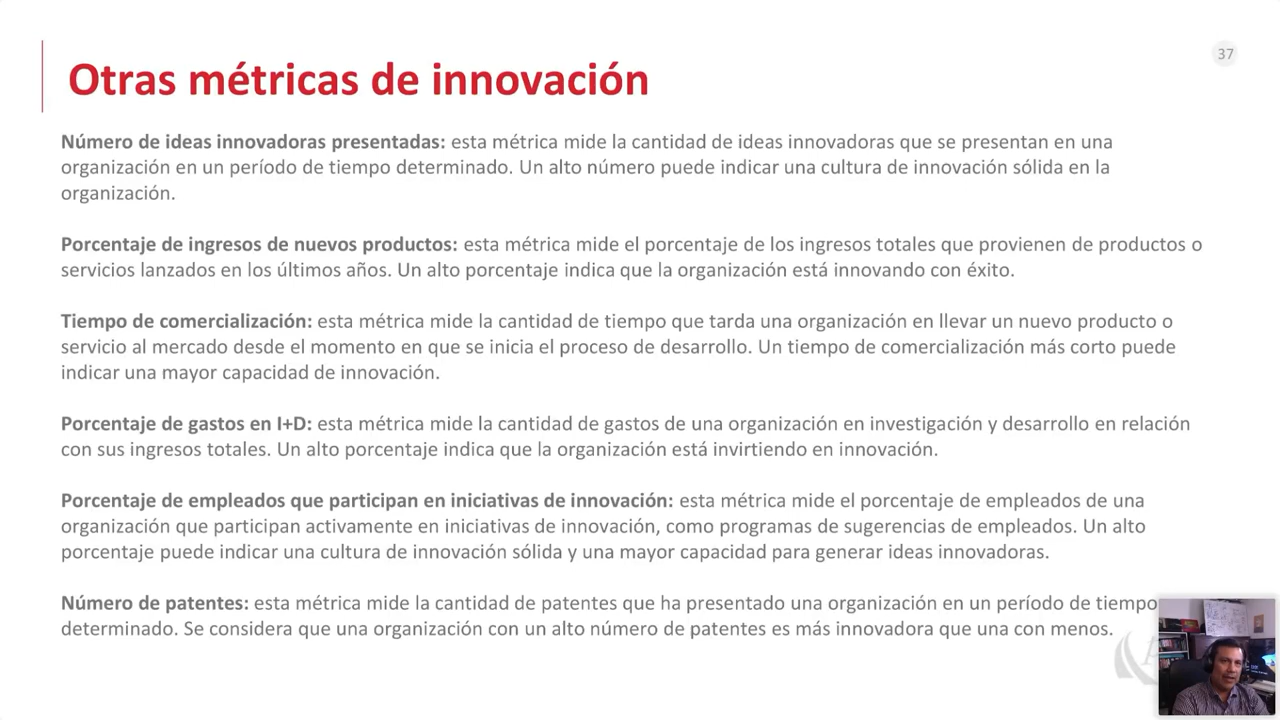 37
Otras métricas de innovación
Número de ideas innovadoras presentadas: esta métrica mide la cantidad de ideas innovadoras que se presentan en una
organización en un período de tiempo determinado. Un alto número puede indicar una cultura de innovación sólida en la
organización.
Porcentaje de ingresos de nuevos productos: esta métrica mide el porcentaje de los ingresos totales que provienen de productos o
servicios lanzados en los últimos años. Un alto porcentaje indica que la organización está innovando con éxito.
Tiempo de comercialización: esta métrica mide la cantidad de tiempo que tarda una organización en llevar un nuevo producto o
servicio al mercado desde el momento en que se inicia el proceso de desarrollo. Un tiempo de comercialización más corto puede
indicar una mayor capacidad de innovación.
Porcentaje de gastos en I+D: esta métrica mide la cantidad de gastos de una organización en investigación y desarrollo en relación
con sus ingresos totales. Un alto porcentaje indica que la organización está invirtiendo en innovación.
Porcentaje de empleados que participan en iniciativas de innovación: esta métrica mide el porcentaje de empleados de una
organización que participan activamente en iniciativas de innovación, como programas de sugerencias de empleados. Un alto
porcentaje puede indicar una cultura de innovación sólida y una mayor capacidad para generar ideas innovadoras.
Número de patentes: esta métrica mide la cantidad de patentes que ha presentado una organización en un período de tiempo
determinado. Se considera que una organización con un alto número de patentes es más innovadora que una con menos.